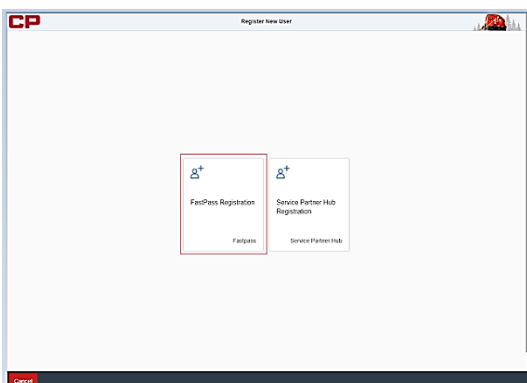 CP
Register New User
FastPass Registration
Fastpass
Service Partner Hub
Registration
Service Partner Hub
Cancel